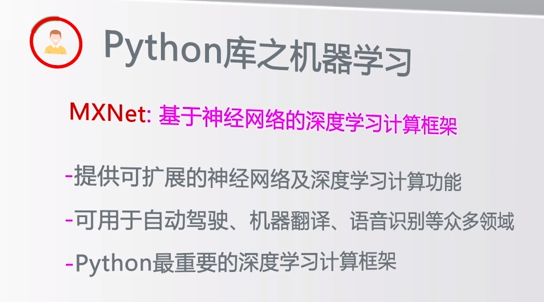 Python库之机器学习
MXNet: 基于神经网络的深度学习计算框架
-提供可扩展的神经网络及深度学习计算功能
-可用于自动驾驶、机器翻译、语音识别等众多领域
-Python最重要的深度学习计算框架